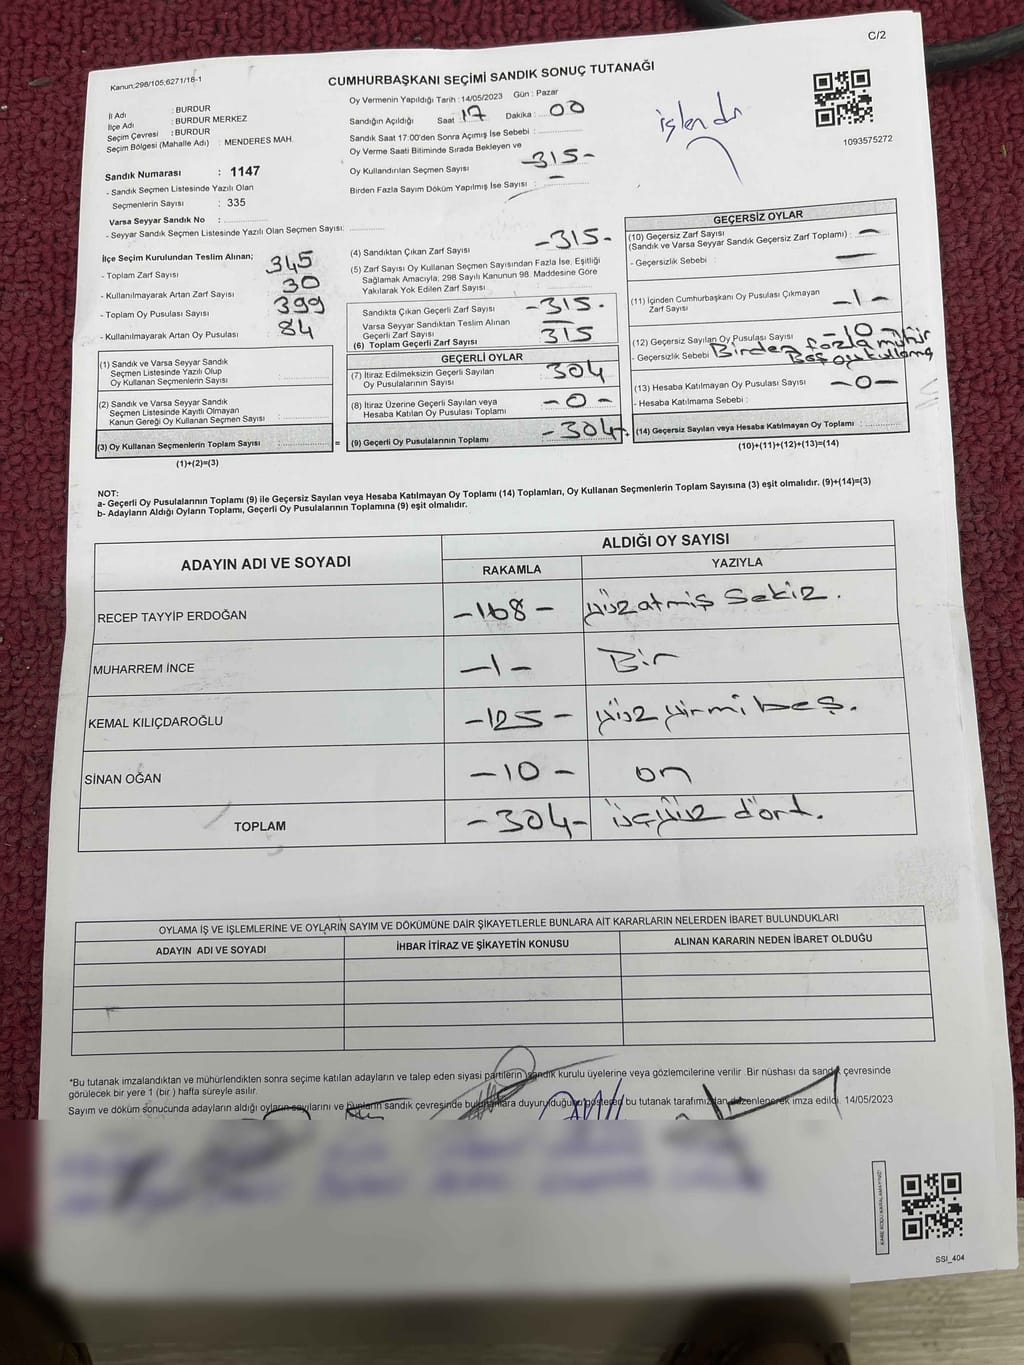 C/2
Kanun:298/105,6271/18-1
CUMHURBAŞKANI SEÇİMİ SANDIK SONUÇ TUTANAĞI
İl Adı : BURDUR
İlçe Adı : BURDUR MERKEZ
Seçim Çevresi : BURDUR
Seçim Bölgesi (Mahalle Adı) : MENDERES MAH.
Oy Vermenin Yapıldığı Tarih : 14/05/2023 Gün : Pazar
Sandığın Açıldığı Saat 17 Dakika : 00
Sandık Saat 17:00'den Sonra Açımış İse Sebebi :
Oy Verme Saati Bitiminde Sırada Bekleyen ve
Oy Kullandırılan Seçmen Sayısı -315-
Birden Fazla Sayım Döküm Yapılmış İse Sayısı : -
işlendi
1093575272
Sandık Numarası : 1147
- Sandık Seçmen Listesinde Yazılı Olan
Seçmenlerin Sayısı : 335
Varsa Seyyar Sandık No :
- Seyyar Sandık Seçmen Listesinde Yazılı Olan Seçmen Sayısı:
İlçe Seçim Kurulundan Teslim Alınan;
- Toplam Zarf Sayısı 345
- Kullanılmayarak Artan Zarf Sayısı 30
- Toplam Oy Pusulası Sayısı 399
- Kullanılmayarak Artan Oy Pusulası 84
(1) Sandık ve Varsa Seyyar Sandık
Seçmen Listesinde Yazılı Olup
Oy Kullanan Seçmenlerin Sayısı :
(2) Sandık ve Varsa Seyyar Sandık
Seçmen Listesinde Kayıtlı Olmayan
Kanun Gereği Oy Kullanan Seçmen Sayısı :
(3) Oy Kullanan Seçmenlerin Toplam Sayısı : =
(1)+(2)=(3)
(4) Sandıktan Çıkan Zarf Sayısı -315-
(5) Zarf Sayısı Oy Kullanan Seçmen Sayısından Fazla İse, Eşitliği
Sağlamak Amacıyla, 298 Sayılı Kanunun 98. Maddesine Göre
Yakılarak Yok Edilen Zarf Sayısı : -
Sandıkta Çıkan Geçerli Zarf Sayısı -315-
Varsa Seyyar Sandıktan Teslim Alınan
Geçerli Zarf Sayısı -
(6) Toplam Geçerli Zarf Sayısı 315
GEÇERLİ OYLAR
(7) İtiraz Edilmeksizin Geçerli Sayılan
Oy Pusulalarının Sayısı 304
(8) İtiraz Üzerine Geçerli Sayılan veya
Hesaba Katılan Oy Pusulası Toplamı -0-
(9) Geçerli Oy Pusulalarının Toplamı -304- +
GEÇERSİZ OYLAR
(10) Geçersiz Zarf Sayısı
(Sandık ve Varsa Seyyar Sandık Geçersiz Zarf Toplamı) : -
- Geçersizlik Sebebi : -
(11) İçinden Cumhurbaşkanı Oy Pusulası Çıkmayan
Zarf Sayısı -1-
(12) Geçersiz Sayılan Oy Pusulası Sayısı -10-
- Geçersizlik Sebebi Birden fazla mühür
Boş oy kullanma
(13) Hesaba Katılmayan Oy Pusulası Sayısı -0-
- Hesaba Katılmama Sebebi :
(14) Geçersiz Sayılan veya Hesaba Katılmayan Oy Toplamı :
(10)+(11)+(12)+(13)=(14)
NOT:
a- Geçerli Oy Pusulalarının Toplamı (9) ile Geçersiz Sayılan veya Hesaba Katılmayan Oy Toplamı (14) Toplamları, Oy Kullanan Seçmenlerin Toplam Sayısına (3) eşit olmalıdır. (9)+(14)=(3)
b- Adayların Aldığı Oyların Toplamı, Geçerli Oy Pusulalarının Toplamına (9) eşit olmalıdır.
ADAYIN ADI VE SOYADI ALDIĞI OY SAYISI
RAKAMLA YAZIYLA
RECEP TAYYİP ERDOĞAN -168- yüzatmiş sekiz.
MUHARREM İNCE -1- Bir
KEMAL KILIÇDAROĞLU -125- yüz yirmi beş.
SİNAN OĞAN -10- on
TOPLAM -304- üçyüz dört.
OYLAMA İŞ VE İŞLEMLERİNE VE OYLARIN SAYIM VE DÖKÜMÜNE DAİR ŞİKAYETLERLE BUNLARA AİT KARARLARIN NELERDEN İBARET BULUNDUKLARI
ADAYIN ADI VE SOYADI İHBAR İTİRAZ VE ŞİKAYETİN KONUSU ALINAN KARARIN NEDEN İBARET OLDUĞU
*Bu tutanak imzalandıktan ve mühürlendikten sonra seçime katılan adayların ve talep eden siyasi partilerin sandık kurulu üyelerine veya gözlemcilerine verilir. Bir nüshası da sandık çevresinde
görülecek bir yere 1 (bir ) hafta süreyle asılır.
Sayım ve döküm sonucunda adayların aldığı oyların sayılarını ve bunların sandık çevresinde bulunanlara duyurulduğunu gösteren bu tutanak tarafımızdan düzenlenerek imza edildi. 14/05/2023
KARE KODU KARALAMAYINIZ!
SSI_404